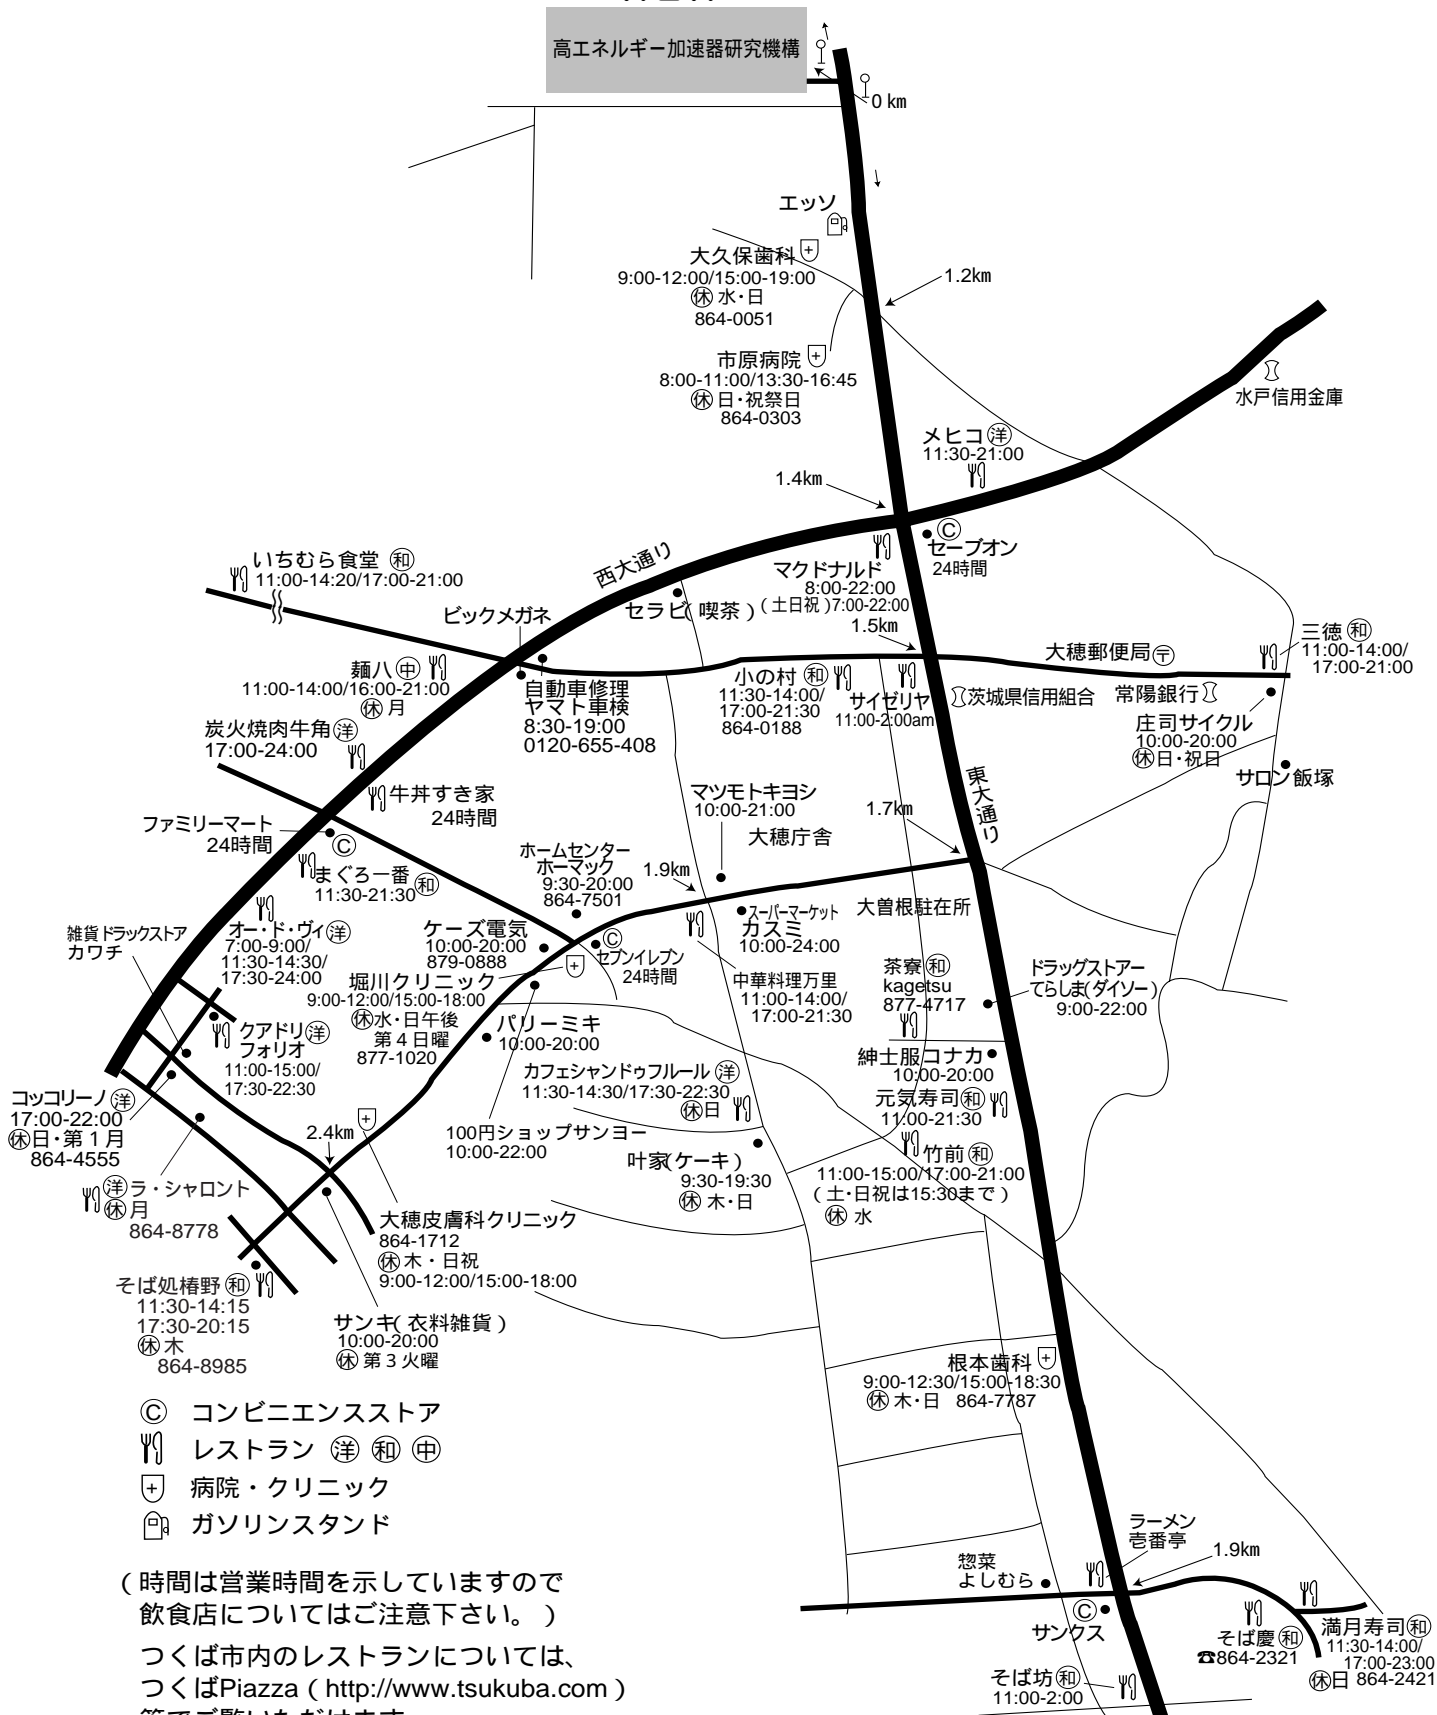 高エネルギー加速器研究機構
0㎞
エッソ
大久保歯科
9:00-12:00/15:00-19:00
休 水・日
864-0051
1.2㎞
市原病院
8:00-11:00/13:30-16:45
休 日・祝祭日
864-0303
水戸信用金庫
メヒコ 洋
11:30-21:00
1.4㎞
C
セーブオン
24時間
西大通り
マクドナルド
8:00-22:00
(土日祝)7:00-22:00
1.5㎞
いちむら食堂 和
11:00-14:20/17:00-21:00
ビックメガネ
セラビ(喫茶)
三徳 和
11:00-14:00/
17:00-21:00
大穂郵便局〒
麺八 中
11:00-14:00/16:00-21:00
休 月
自動車修理
ヤマト車検
8:30-19:00
0120-655-408
小の村 和
11:30-14:00/
17:00-21:30
864-0188
サイゼリヤ
11:00-2:00am
茨城県信用組合
常陽銀行
庄司サイクル
10:00-20:00
休 日・祝日
サロン飯塚
炭火焼肉牛角 洋
17:00-24:00
牛丼すき家
24時間
マツモトキヨシ
10:00-21:00
東大通り
1.7㎞
大穂庁舎
ファミリーマート
24時間
C
まぐろ一番 和
11:30-21:30
ホームセンター
ホーマック
9:30-20:00
864-7501
1.9㎞
スーパーマーケット
カスミ
10:00-24:00
大曽根駐在所
雑貨ドラックストア
カワチ
オー・ド・ヴィ 洋
7:00-9:00/
11:30-14:30/
17:30-24:00
ケーズ電気
10:00-20:00
879-0888
C
セブンイレブン
24時間
中華料理万里
11:00-14:00/
17:00-21:30
茶寮 和
kagetsu
877-4717
ドラッグストアー
てらしま(ダイソー)
9:00-22:00
堀川クリニック
9:00-12:00/15:00-18:00
休 水・日午後
第4日曜
877-1020
パリーミキ
10:00-20:00
クアドリ 洋
フォリオ
11:00-15:00/
17:30-22:30
紳士服コナカ
10:00-20:00
カフェシャンドゥフルール 洋
11:30-14:30/17:30-22:30
休 日
元気寿司 和
11:00-21:30
コッコリーノ 洋
17:00-22:00
休 日・第1月
864-4555
2.4㎞
100円ショップサンヨー
10:00-22:00
叶家(ケーキ)
9:30-19:30
休 木・日
竹前 和
11:00-15:00/17:00-21:00
(土・日祝は15:30まで)
休 水
洋 ラ・シャロント
休 月
864-8778
大穂皮膚科クリニック
864-1712
休 木・日祝
9:00-12:00/15:00-18:00
そば処椿野 和
11:30-14:15
17:30-20:15
休 木
864-8985
サンキ(衣料雑貨)
10:00-20:00
休 第3火曜
根本歯科
9:00-12:30/15:00-18:30
休 木・日 864-7787
C コンビニエンスストア
レストラン 洋 和 中
病院・クリニック
ガソリンスタンド
ラーメン
壱番亭
1.9㎞
惣菜
よしむら
C
サンクス
そば慶 和
☎864-2321
満月寿司 和
11:30-14:00/
17:00-23:00
休 日 864-2421
そば坊 和
11:00-2:00
(時間は営業時間を示していますので
飲食店についてはご注意下さい。)
つくば市内のレストランについては、
つくばPiazza(http://www.tsukuba.com)